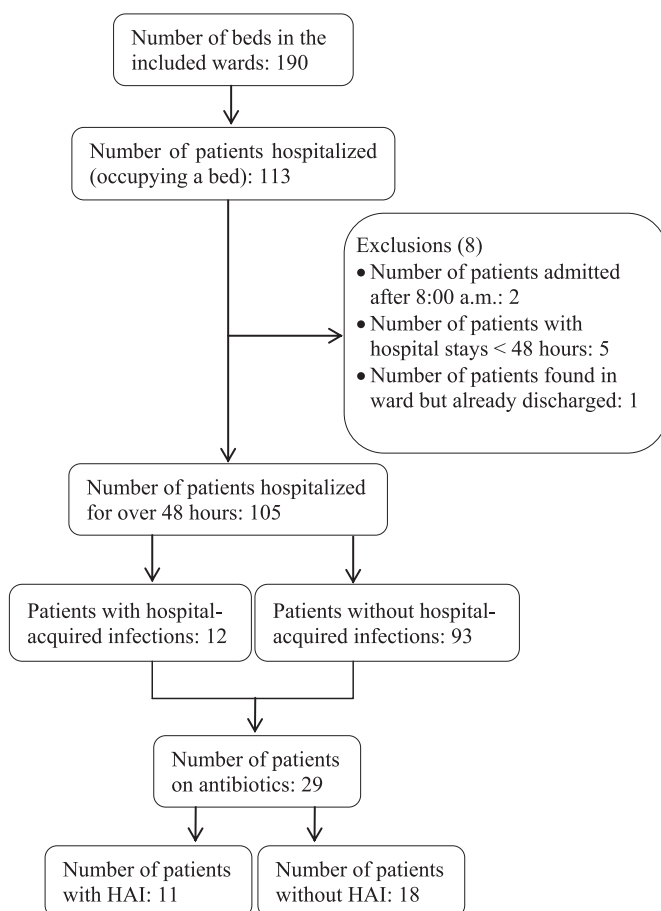 Number of beds in the
included wards: 190
Number of patients hospitalized
(occupying a bed): 113
Exclusions (8)
• Number of patients admitted
after 8:00 a.m.: 2
• Number of patients with
hospital stays < 48 hours: 5
• Number of patients found in
ward but already discharged: 1
Number of patients hospitalized
for over 48 hours: 105
Patients with hospital-
acquired infections: 12
Patients without hospital-
acquired infections: 93
Number of patients
on antibiotics: 29
Number of patients
with HAI: 11
Number of patients
without HAI: 18